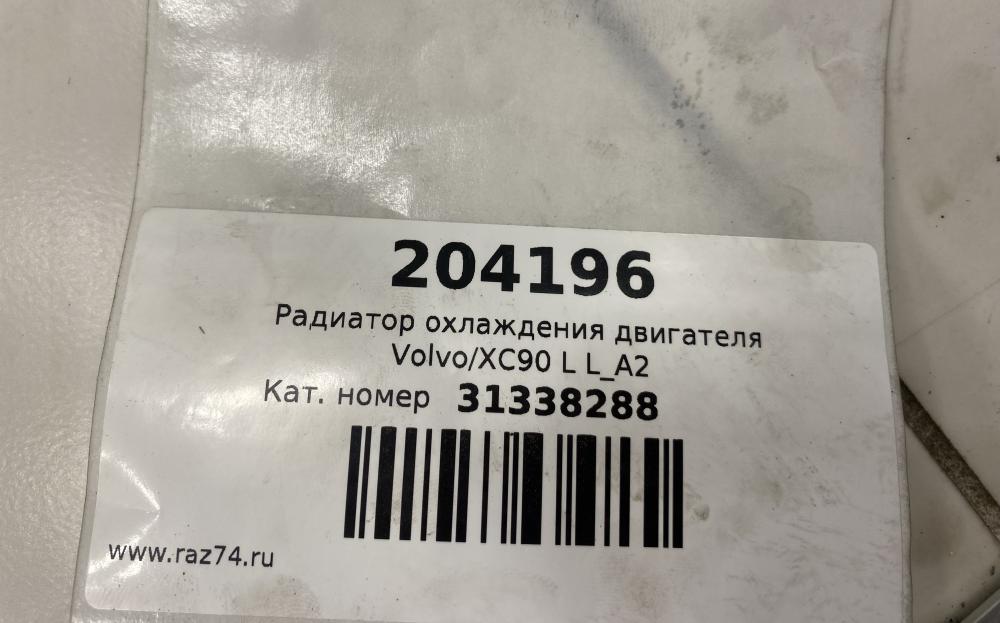 204196
Радиатор охлаждения двигателя
Volvo/XC90 L L_A2
Кат. номер 31338288
www.raz74.ru